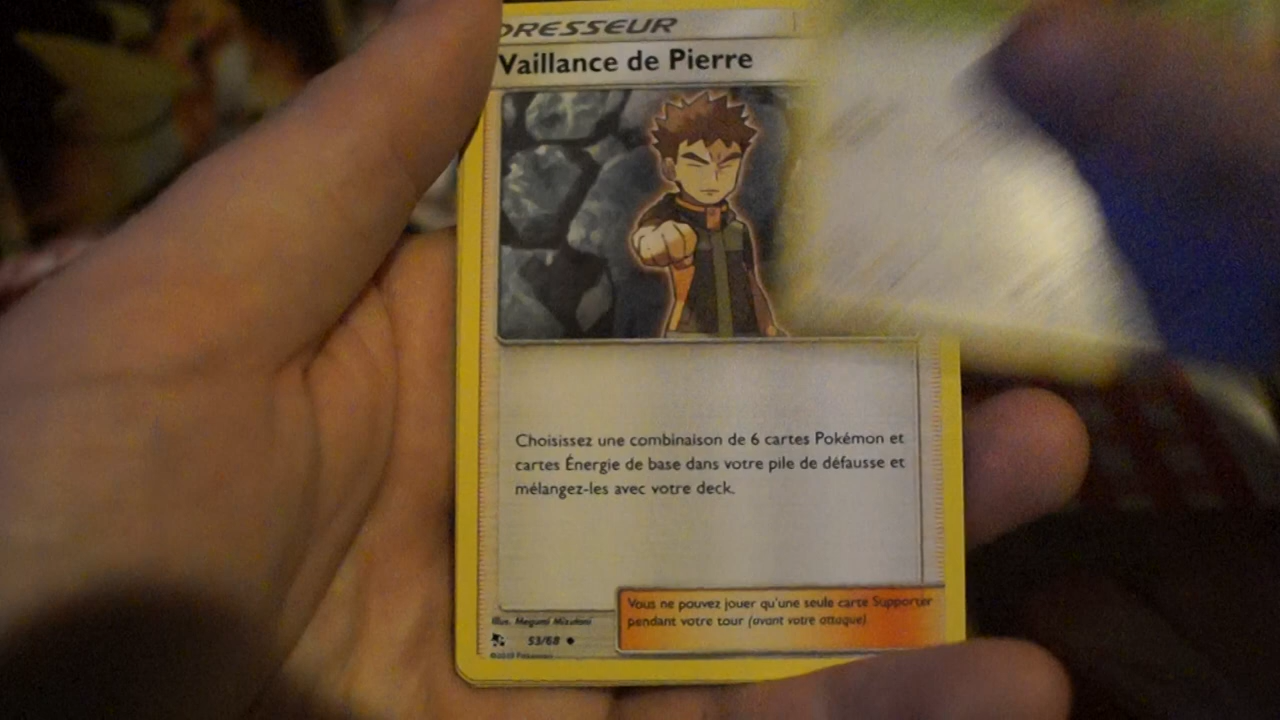 DRESSEUR
Vaillance de Pierre
Choisissez une combinaison de 6 cartes Pokémon et
cartes Énergie de base dans votre pile de défausse et
mélangez-les avec votre deck.
Vous ne pouvez jouer qu'une seule carte Supporter
pendant votre tour (avant votre attaque).
Illus. Megumi Mizutani
53/68
©2019 Pokémon